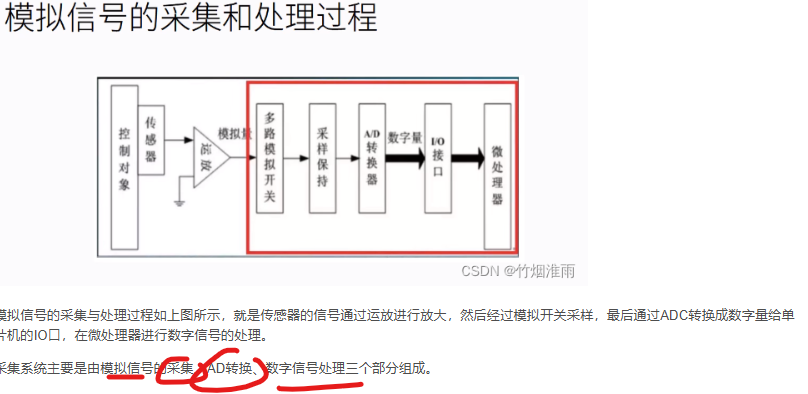 模拟信号的采集和处理过程
控制对象
传感器
运放
模拟量
多路模拟开关
采样保持
A/D转换器
数字量
I/O接口
微处理器
CSDN @竹烟淮雨
模拟信号的采集与处理过程如上图所示，就是传感器的信号通过运放进行放大，然后经过模拟开关采样，最后通过ADC转换成数字量给单
片机的IO口，在微处理器进行数字信号的处理。
采集系统主要是由模拟信号的采集、AD转换、数字信号处理三个部分组成。